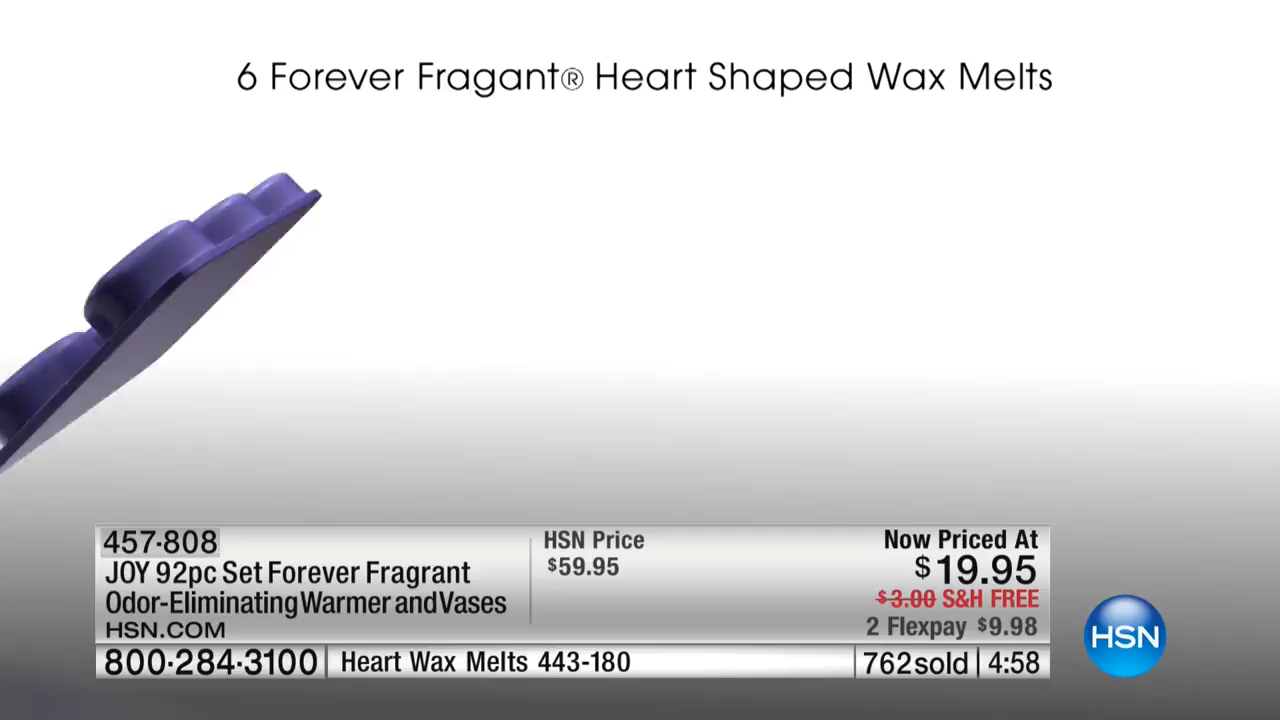 6 Forever Fragant® Heart Shaped Wax Melts
457·808
JOY 92pc Set Forever Fragrant
Odor-Eliminating Warmer and Vases
HSN.COM
HSN Price
$59.95
Now Priced At
$19.95
$3.00 S&H FREE
2 Flexpay $9.98
HSN
800·284·3100
Heart Wax Melts 443-180
762 sold
4:58